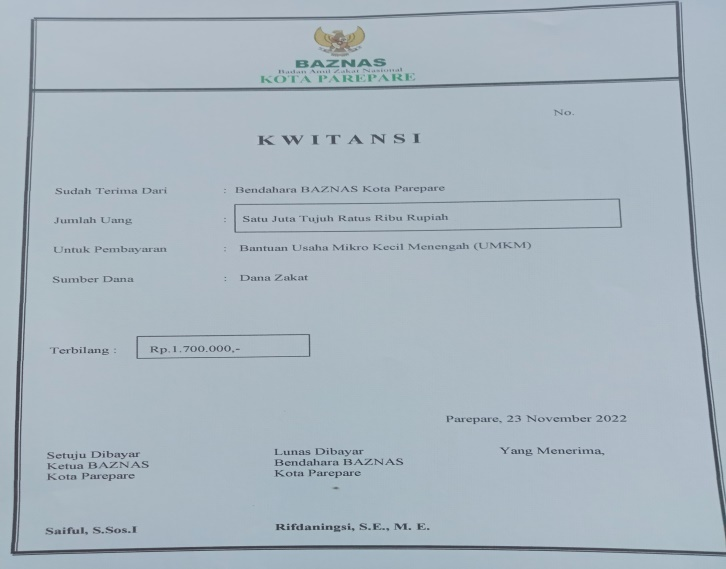 BAZNAS
Badan Amil Zakat Nasional
KOTA PAREPARE
No.
KWITANSI
Sudah Terima Dari : Bendahara BAZNAS Kota Parepare
Jumlah Uang : Satu Juta Tujuh Ratus Ribu Rupiah
Untuk Pembayaran : Bantuan Usaha Mikro Kecil Menengah (UMKM)
Sumber Dana : Dana Zakat
Terbilang : Rp.1.700.000,-
Parepare, 23 November 2022
Setuju Dibayar
Ketua BAZNAS
Kota Parepare
Lunas Dibayar
Bendahara BAZNAS
Kota Parepare
Yang Menerima,
Saiful, S.Sos.I
Rifdaningsi, S.E., M. E.